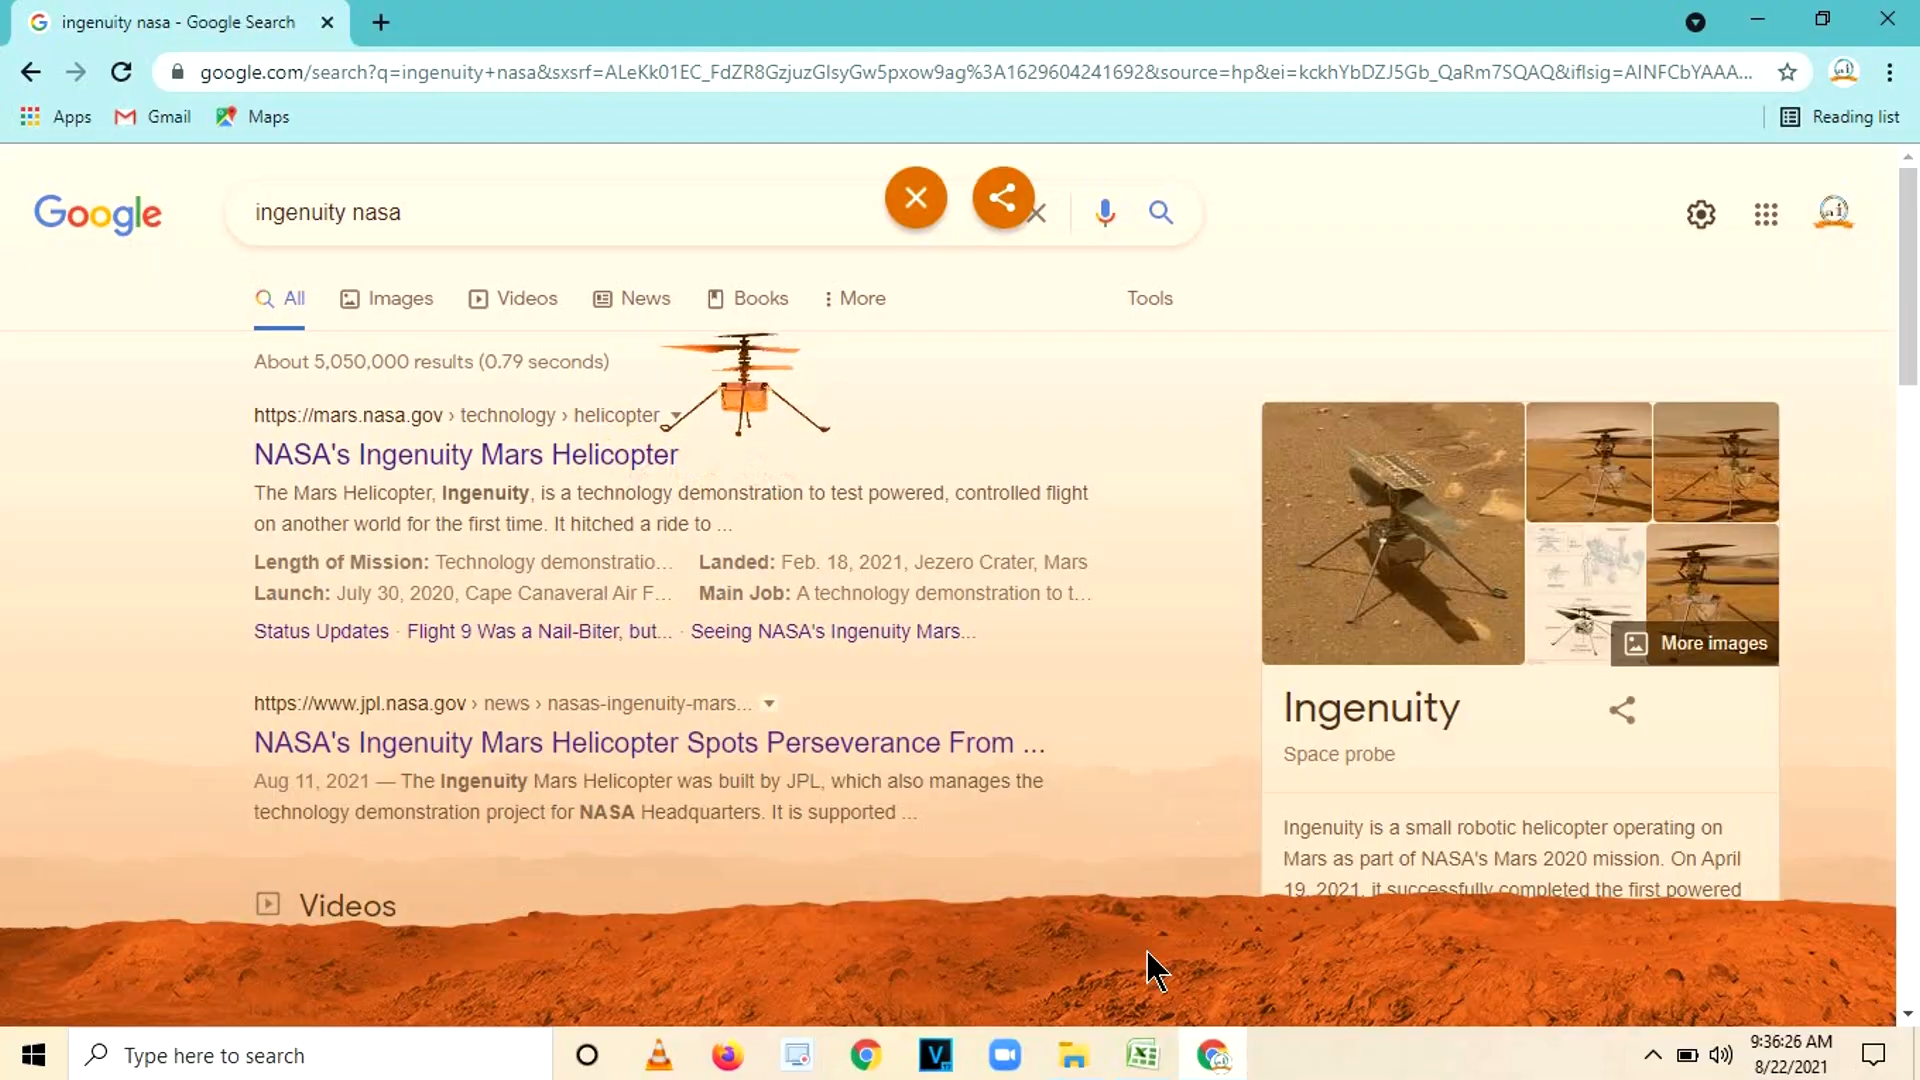 ingenuity nasa - Google Search
google.com/search?q=ingenuity+nasa&sxsrf=ALeKk01EC_FdZR8GzjuzGIsyGw5pxow9ag%3A1629604241692&source=hp&ei=kckhYbDZJ5Gb_QaRm7SQAQ&iflsig=AINFCbYAAA...
Apps Gmail Maps Reading list
Google
ingenuity nasa
All Images Videos News Books More Tools
About 5,050,000 results (0.79 seconds)
https://mars.nasa.gov › technology › helicopter
NASA's Ingenuity Mars Helicopter
The Mars Helicopter, Ingenuity, is a technology demonstration to test powered, controlled flight
on another world for the first time. It hitched a ride to ...
Length of Mission: Technology demonstratio... Landed: Feb. 18, 2021, Jezero Crater, Mars
Launch: July 30, 2020, Cape Canaveral Air F... Main Job: A technology demonstration to t...
Status Updates · Flight 9 Was a Nail-Biter, but... · Seeing NASA's Ingenuity Mars...
https://www.jpl.nasa.gov › news › nasas-ingenuity-mars...
NASA's Ingenuity Mars Helicopter Spots Perseverance From ...
Aug 11, 2021 — The Ingenuity Mars Helicopter was built by JPL, which also manages the
technology demonstration project for NASA Headquarters. It is supported ...
Videos
More images
Ingenuity
Space probe
Ingenuity is a small robotic helicopter operating on
Mars as part of NASA's Mars 2020 mission. On April
19, 2021, it successfully completed the first powered
Type here to search
9:36:26 AM
8/22/2021